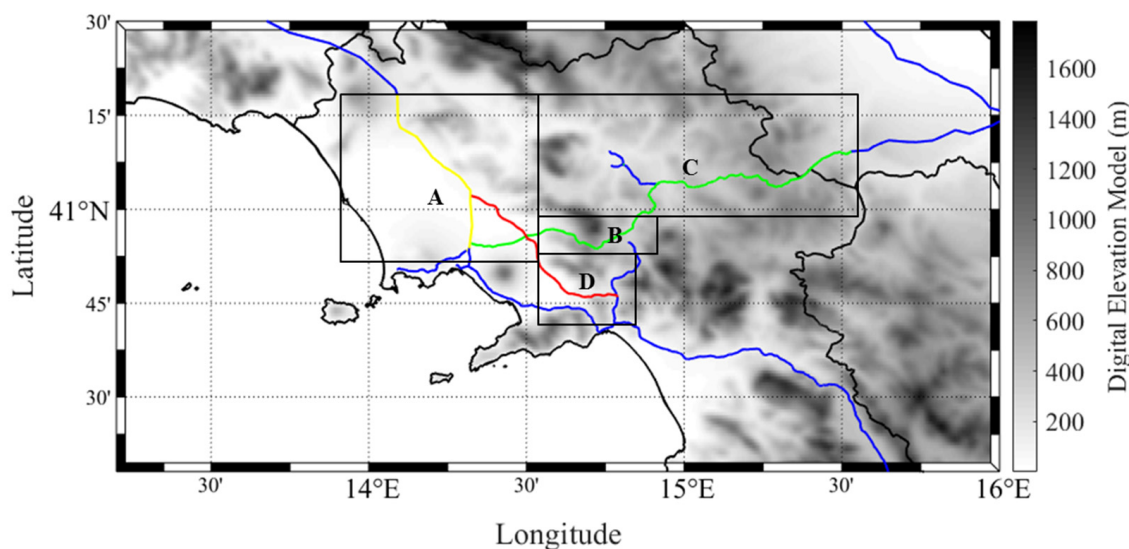 30'
15'
41°N
45'
30'
Latitude
A
B
C
D
30'
14°E
30'
15°E
30'
16°E
Longitude
1600
1400
1200
1000
800
600
400
200
Digital Elevation Model (m)